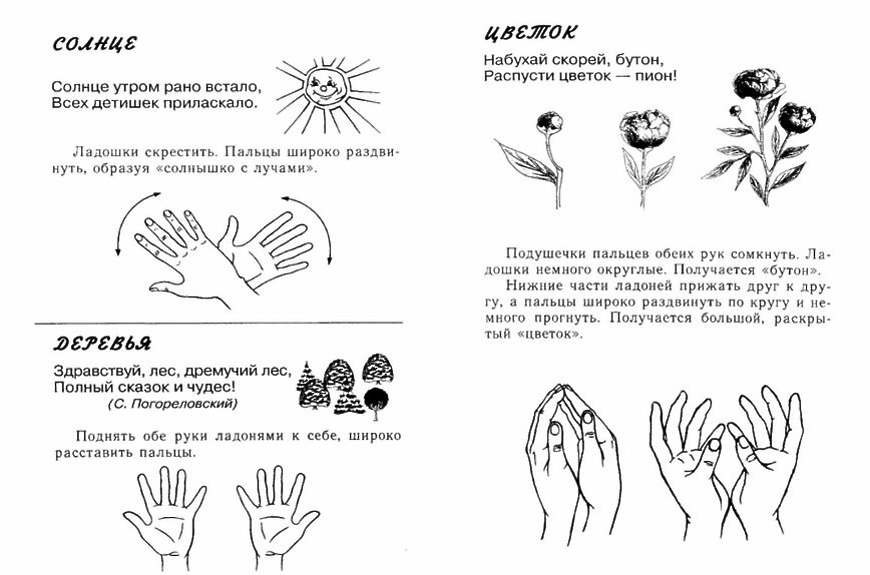 СОЛНЦЕ
Солнце утром рано встало,
Всех детишек приласкало.
Ладошки скрестить. Пальцы широко раздви-
нуть, образуя «солнышко с лучами».
ДЕРЕВЬЯ
Здравствуй, лес, дремучий лес,
Полный сказок и чудес!
(С. Погореловский)
Поднять обе руки ладонями к себе, широко
расставить пальцы.
ЦВЕТОК
Набухай скорей, бутон,
Распусти цветок — пион!
Подушечки пальцев обеих рук сомкнуть. Ла-
дошки немного округлые. Получается «бутон».
Нижние части ладоней прижать друг к дру-
гу, а пальцы широко раздвинуть по кругу и не-
много прогнуть. Получается большой, раскры-
тый «цветок».